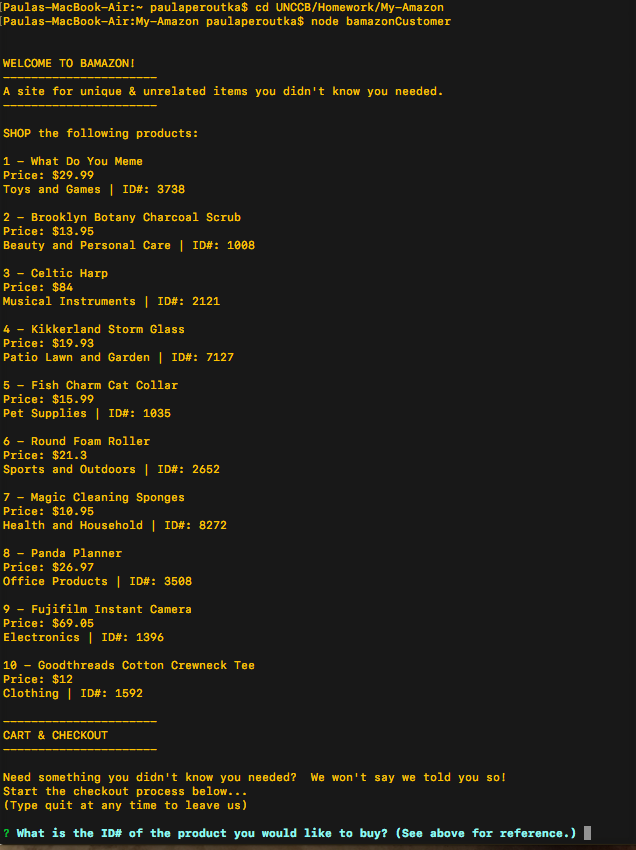 [Paulas-MacBook-Air:~ paulaperoutka$ cd UNCCB/Homework/My-Amazon
[Paulas-MacBook-Air:My-Amazon paulaperoutka$ node bamazonCustomer
WELCOME TO BAMAZON!
----------------------
A site for unique & unrelated items you didn't know you needed.
----------------------
SHOP the following products:
1 - What Do You Meme
Price: $29.99
Toys and Games | ID#: 3738
2 - Brooklyn Botany Charcoal Scrub
Price: $13.95
Beauty and Personal Care | ID#: 1008
3 - Celtic Harp
Price: $84
Musical Instruments | ID#: 2121
4 - Kikkerland Storm Glass
Price: $19.93
Patio Lawn and Garden | ID#: 7127
5 - Fish Charm Cat Collar
Price: $15.99
Pet Supplies | ID#: 1035
6 - Round Foam Roller
Price: $21.3
Sports and Outdoors | ID#: 2652
7 - Magic Cleaning Sponges
Price: $10.95
Health and Household | ID#: 8272
8 - Panda Planner
Price: $26.97
Office Products | ID#: 3508
9 - Fujifilm Instant Camera
Price: $69.05
Electronics | ID#: 1396
10 - Goodthreads Cotton Crewneck Tee
Price: $12
Clothing | ID#: 1592
----------------------
CART & CHECKOUT
----------------------
Need something you didn't know you needed?  We won't say we told you so!
Start the checkout process below...
(Type quit at any time to leave us)
? What is the ID# of the product you would like to buy? (See above for reference.)